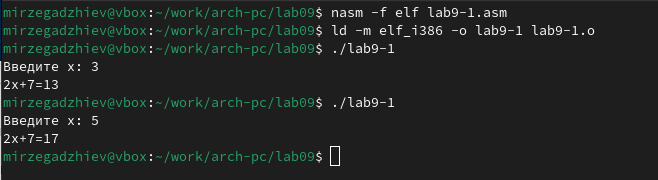 mirzegadzhiev@vbox:~/work/arch-pc/lab09$ nasm -f elf lab9-1.asm
mirzegadzhiev@vbox:~/work/arch-pc/lab09$ ld -m elf_i386 -o lab9-1 lab9-1.o
mirzegadzhiev@vbox:~/work/arch-pc/lab09$ ./lab9-1
Введите x: 3
2x+7=13
mirzegadzhiev@vbox:~/work/arch-pc/lab09$ ./lab9-1
Введите x: 5
2x+7=17
mirzegadzhiev@vbox:~/work/arch-pc/lab09$